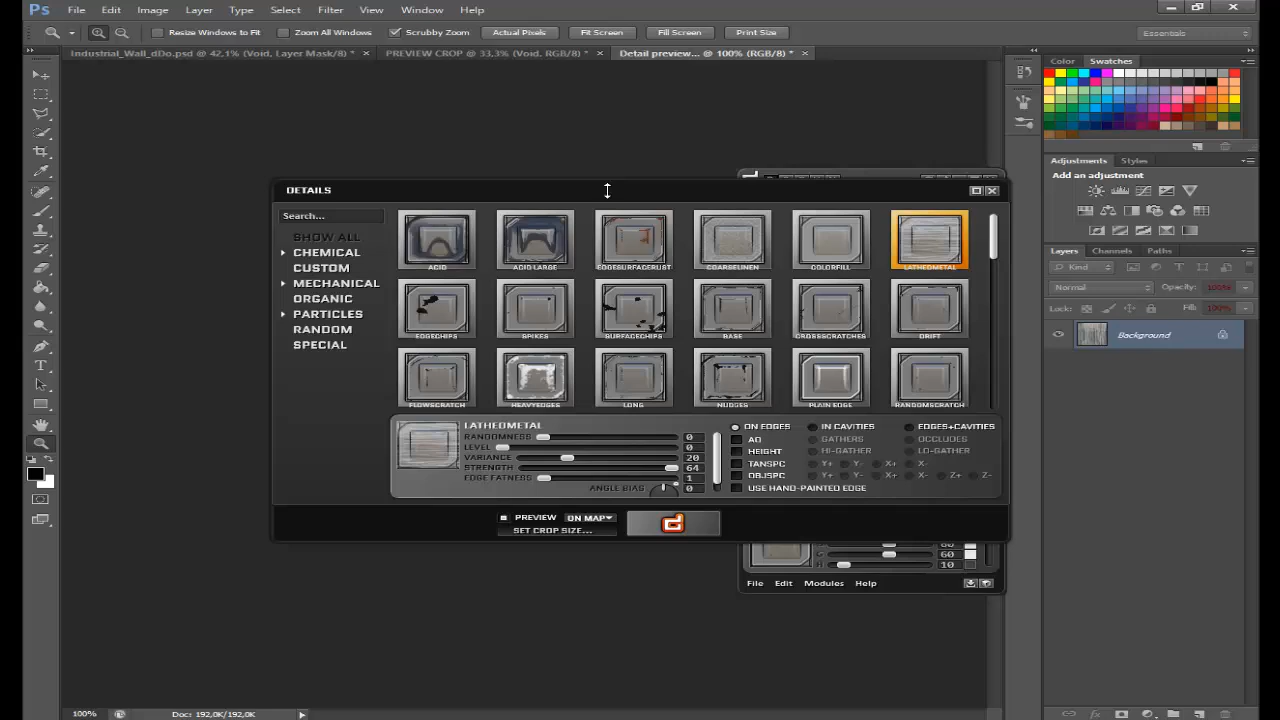 Ps File Edit Image Layer Type Select Filter View Window Help
Resize Windows to Fit Zoom All Windows Scrubby Zoom Actual Pixels Fit Screen Fill Screen Print Size Essentials
Industrial_Wall_dDo.psd @ 42,1% (Void, Layer Mask/8) * × PREVIEW CROP @ 33,3% (Void, RGB/8) * × Detail preview... @ 100% (RGB/8) * ×
Color Swatches
Adjustments Styles
Add an adjustment
Layers Channels Paths
Kind
Normal Opacity: 100%
Lock: Fill: 100%
Background
DETAILS
Search...
SHOW ALL
CHEMICAL
CUSTOM
MECHANICAL
ORGANIC
PARTICLES
RANDOM
SPECIAL
ACID ACID LARGE EDGESURFACERUST COARSELINEN COLORFILL LATHEDMETAL
EDGECHIPS SPIKES SURFACECHIPS BASE CROSSSCRATCHES DRIFT
FLOWSCRATCH HEAVYEDGES LONG NUDGES PLAIN EDGE RANDOMSCRATCH
LATHEDMETAL
RANDOMNESS 0
LEVEL 0
VARIANCE 20
STRENGTH 64
EDGE FATNESS 1
ANGLE BIAS 0
ON EDGES IN CAVITIES EDGES+CAVITIES
AO GATHERS OCCLUDES
HEIGHT HI-GATHER LO-GATHER
TANSPC Y+ Y- X+ X-
OBJSPC Y+ Y- X+ X- Z+ Z-
USE HAND-PAINTED EDGE
PREVIEW ON MAP
SET CROP SIZE...
G 60
H 10
File Edit Modules Help
100% Doc: 192,0K/192,0K